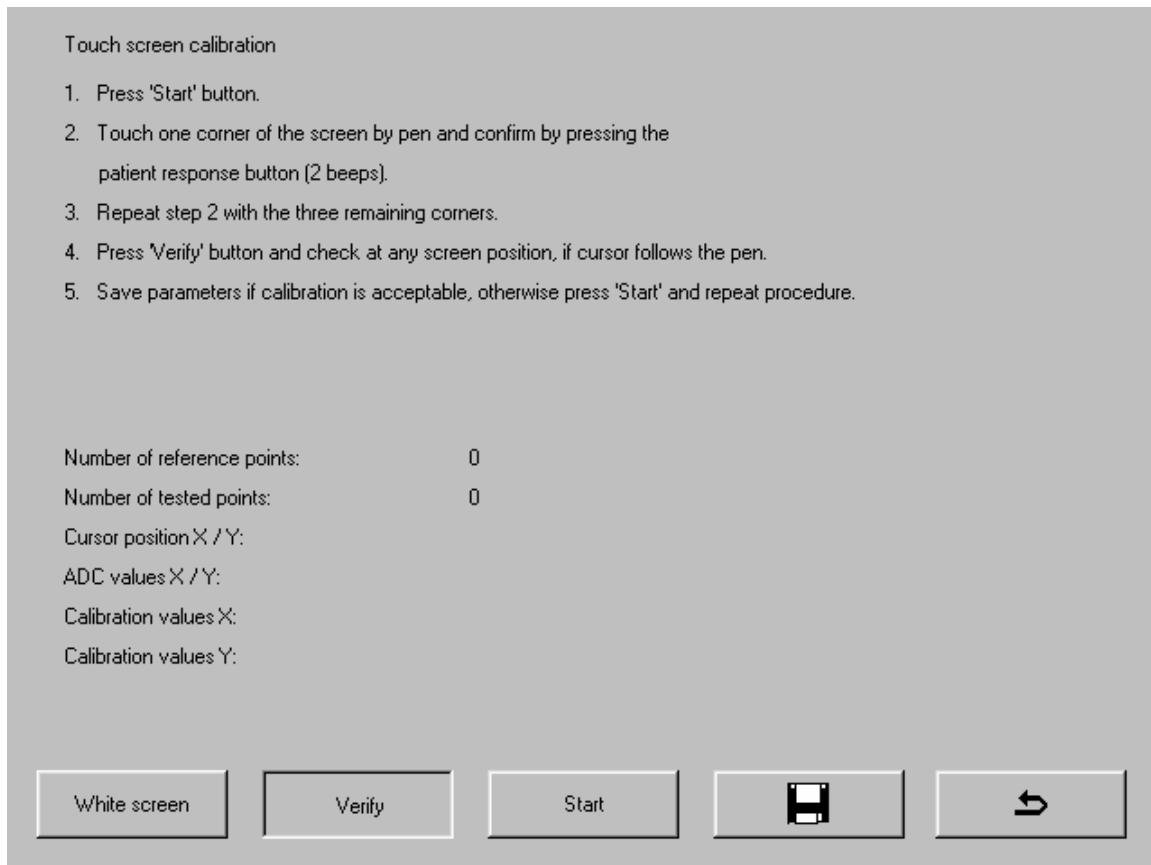 Touch screen calibration
1. Press 'Start' button.
2. Touch one corner of the screen by pen and confirm by pressing the
patient response button (2 beeps).
3. Repeat step 2 with the three remaining corners.
4. Press 'Verify' button and check at any screen position, if cursor follows the pen.
5. Save parameters if calibration is acceptable, otherwise press 'Start' and repeat procedure.
Number of reference points: 0
Number of tested points: 0
Cursor position X / Y:
ADC values X / Y:
Calibration values X:
Calibration values Y:
White screen Verify Start